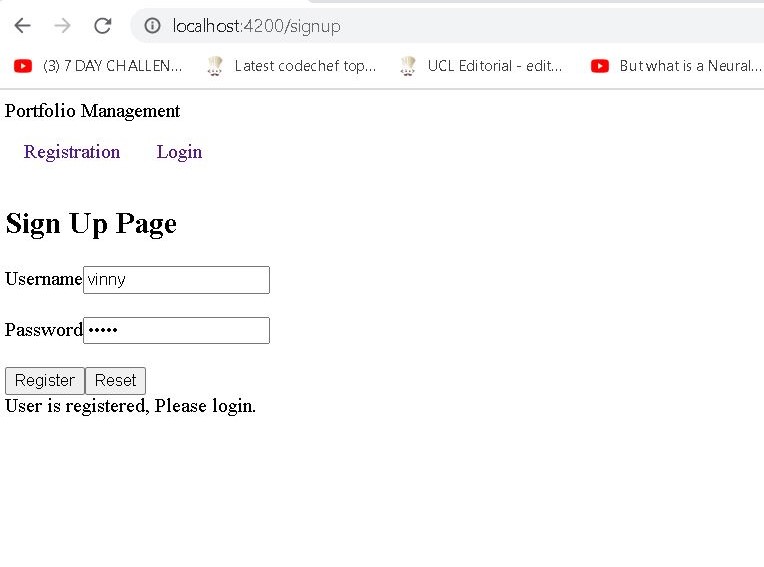 localhost:4200/signup
(3) 7 DAY CHALLEN... Latest codechef top... UCL Editorial - edit... But what is a Neural...
Portfolio Management
Registration Login
Sign Up Page
Username vinny
Password •••••
Register Reset
User is registered, Please login.